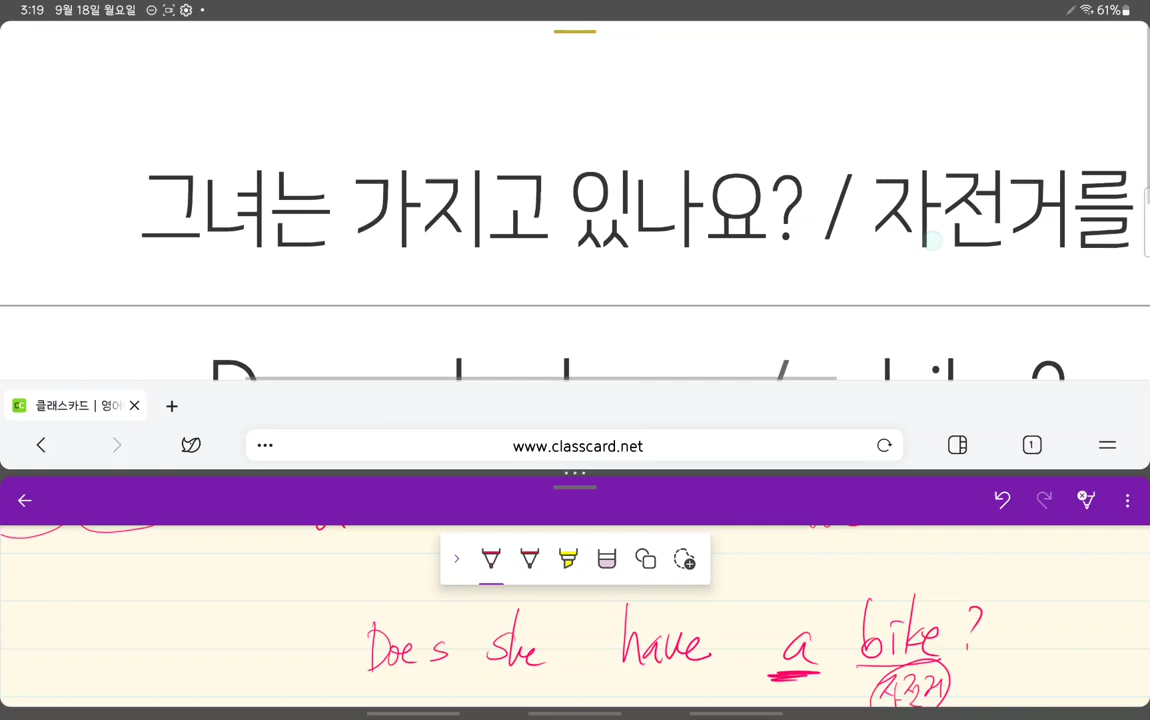 3:19 9월 18일 월요일 61%
그녀는 가지고 있나요? / 자전거를
클래스카드 | 영어
www.classcard.net
1
Does she have a bike?
자전거